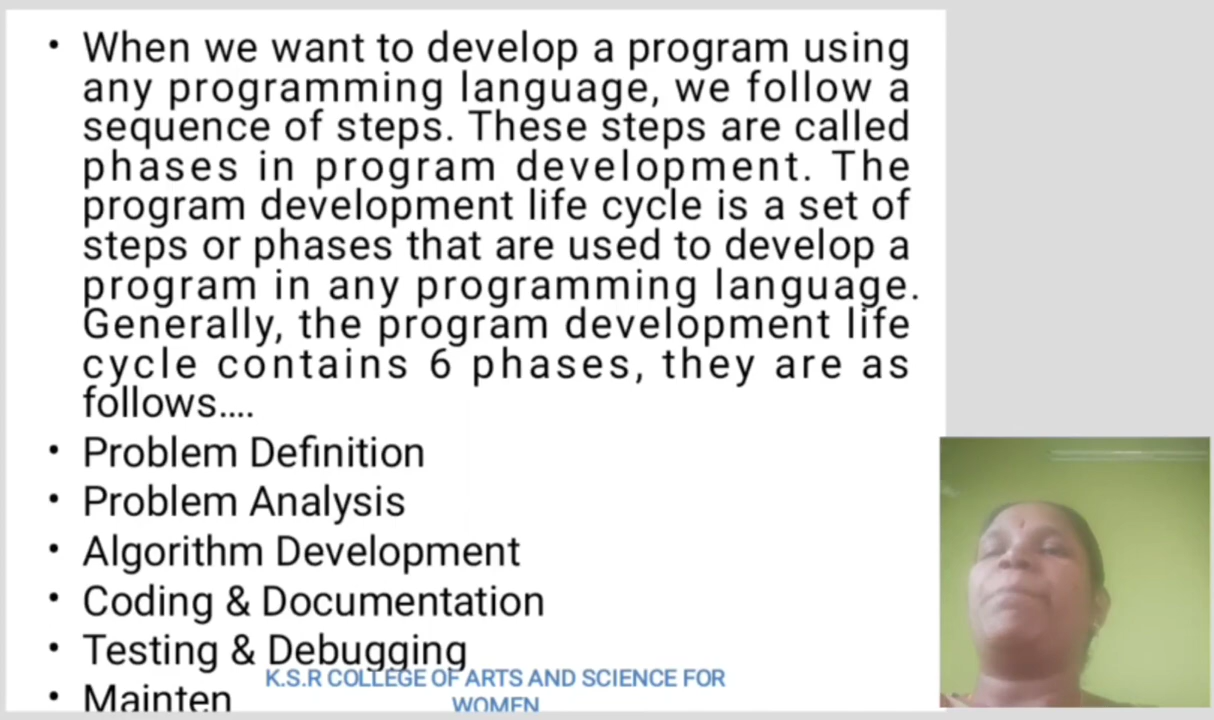 • When we want to develop a program using
any programming language, we follow a
sequence of steps. These steps are called
phases in program development. The
program development life cycle is a set of
steps or phases that are used to develop a
program in any programming language.
Generally, the program development life
cycle contains 6 phases, they are as
follows....
• Problem Definition
• Problem Analysis
• Algorithm Development
• Coding & Documentation
• Testing & Debugging
• Mainten
K.S.R COLLEGE OF ARTS AND SCIENCE FOR
WOMEN